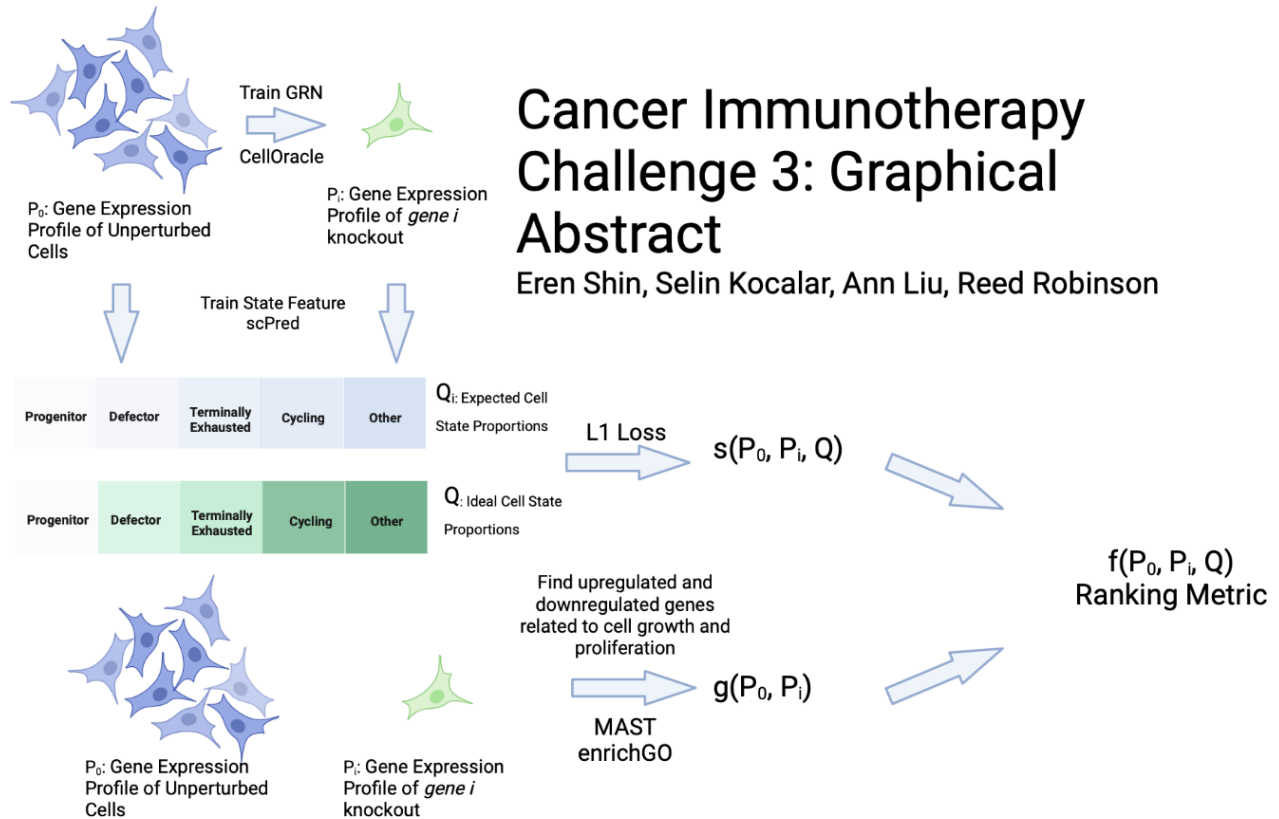 Train GRN
CellOracle
P₀: Gene Expression
Profile of Unperturbed
Cells
Pᵢ: Gene Expression
Profile of gene i
knockout
Cancer Immunotherapy
Challenge 3: Graphical
Abstract
Eren Shin, Selin Kocalar, Ann Liu, Reed Robinson
Train State Feature
scPred
Progenitor
Defector
Terminally
Exhausted
Cycling
Other
Qᵢ: Expected Cell
State Proportions
L1 Loss
s(P₀, Pᵢ, Q)
Progenitor
Defector
Terminally
Exhausted
Cycling
Other
Q: Ideal Cell State
Proportions
Find upregulated and
downregulated genes
related to cell growth and
proliferation
g(P₀, Pᵢ)
MAST
enrichGO
f(P₀, Pᵢ, Q)
Ranking Metric
P₀: Gene Expression
Profile of Unperturbed
Cells
Pᵢ: Gene Expression
Profile of gene i
knockout